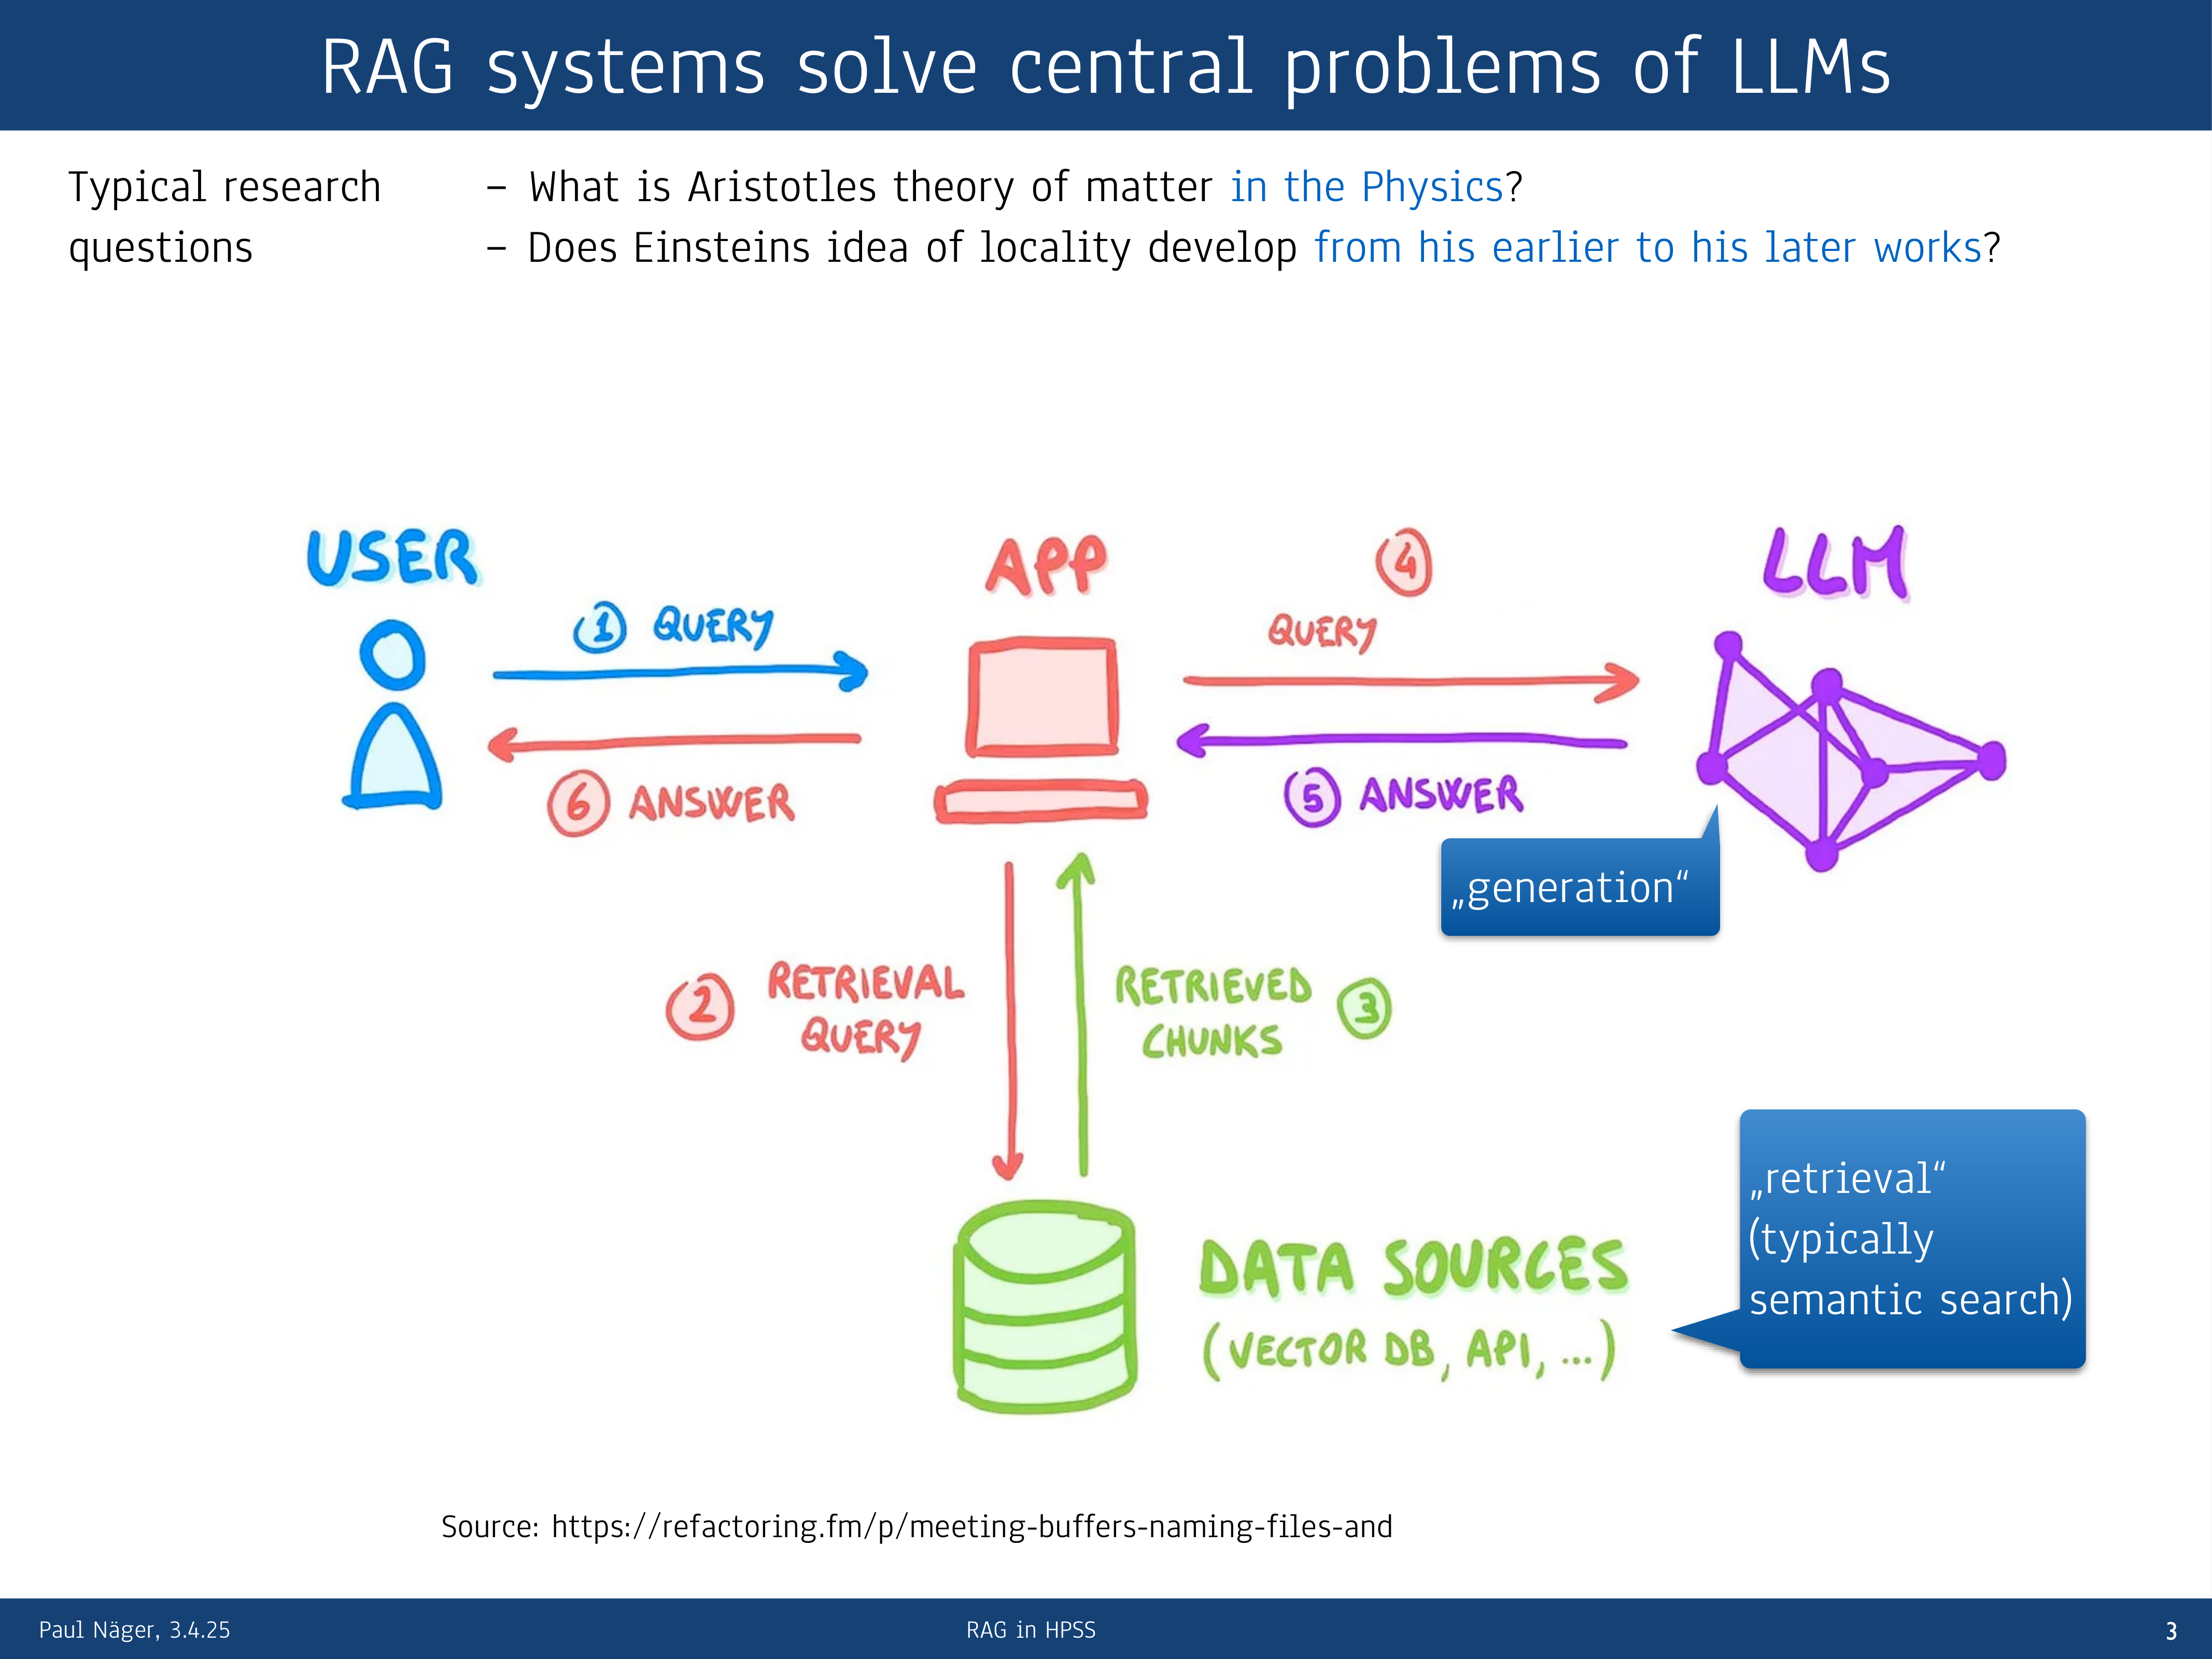 RAG systems solve central problems of LLMs
Typical research
questions
– What is Aristotles theory of matter in the Physics?
– Does Einsteins idea of locality develop from his earlier to his later works?
USER
APP
LLM
1 QUERY
4
QUERY
6 ANSWER
5 ANSWER
„generation“
2 RETRIEVAL
QUERY
RETRIEVED
CHUNKS 3
DATA SOURCES
(VECTOR DB, API, ...)
„retrieval“
(typically
semantic search)
Source: https://refactoring.fm/p/meeting-buffers-naming-files-and
Paul Näger, 3.4.25
RAG in HPSS
3